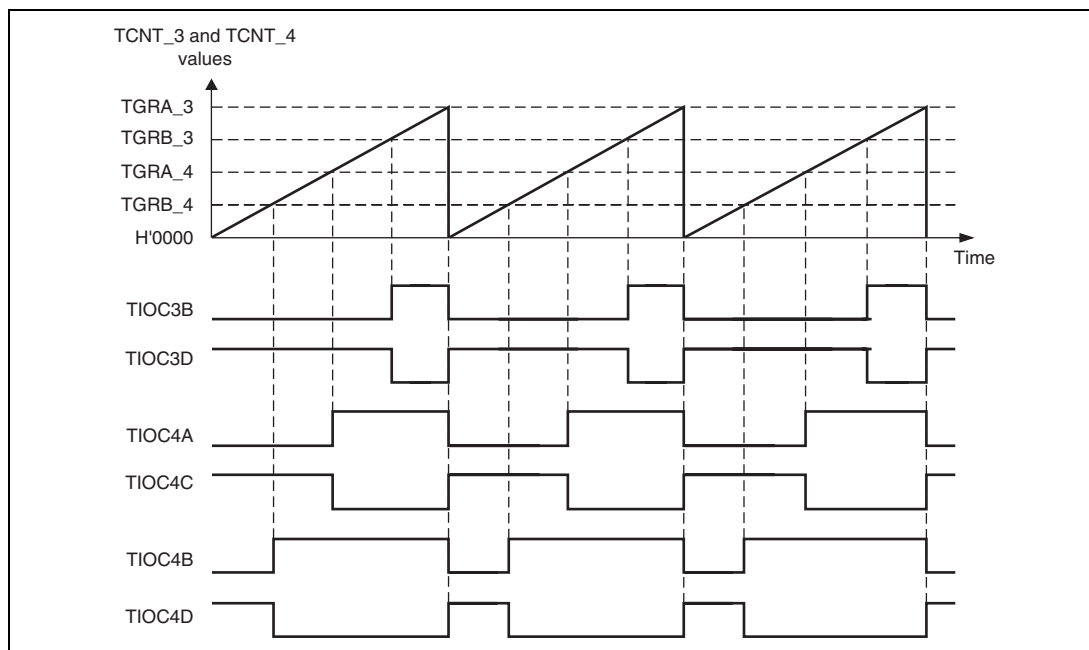 TCNT_3 and TCNT_4
values
TGRA_3
TGRB_3
TGRA_4
TGRB_4
H'0000
Time
TIOC3B
TIOC3D
TIOC4A
TIOC4C
TIOC4B
TIOC4D